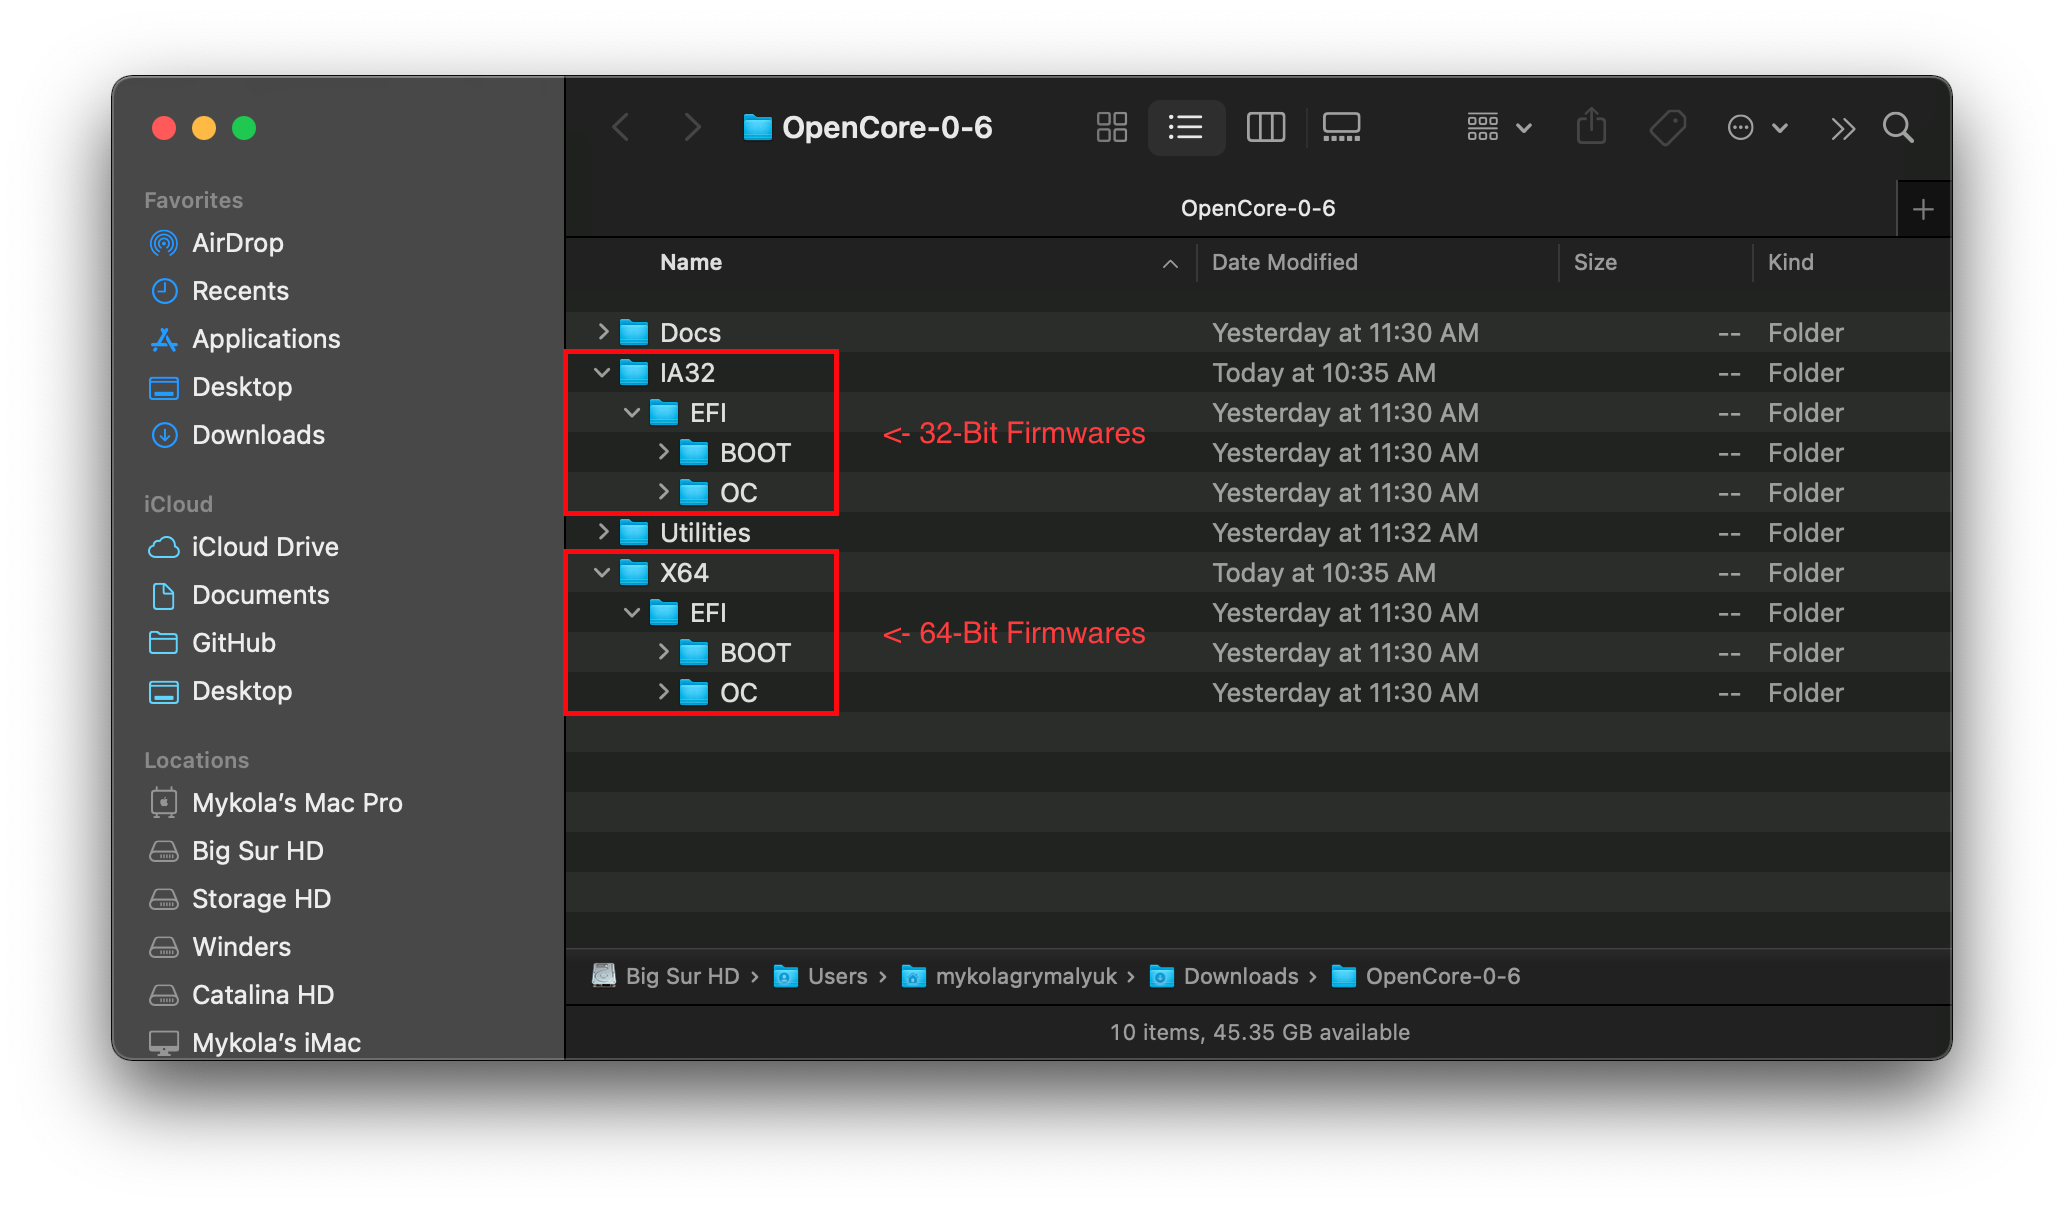 OpenCore-0-6
OpenCore-0-6
Favorites
AirDrop
Recents
Applications
Desktop
Downloads
iCloud
iCloud Drive
Documents
GitHub
Desktop
Locations
Mykola’s Mac Pro
Big Sur HD
Storage HD
Winders
Catalina HD
Mykola’s iMac
Name Date Modified Size Kind
Docs Yesterday at 11:30 AM -- Folder
IA32 Today at 10:35 AM -- Folder
EFI Yesterday at 11:30 AM -- Folder
<- 32-Bit Firmwares
BOOT Yesterday at 11:30 AM -- Folder
OC Yesterday at 11:30 AM -- Folder
Utilities Yesterday at 11:32 AM -- Folder
X64 Today at 10:35 AM -- Folder
EFI Yesterday at 11:30 AM -- Folder
<- 64-Bit Firmwares
BOOT Yesterday at 11:30 AM -- Folder
OC Yesterday at 11:30 AM -- Folder
Big Sur HD › Users › mykolagrymalyuk › Downloads › OpenCore-0-6
10 items, 45.35 GB available